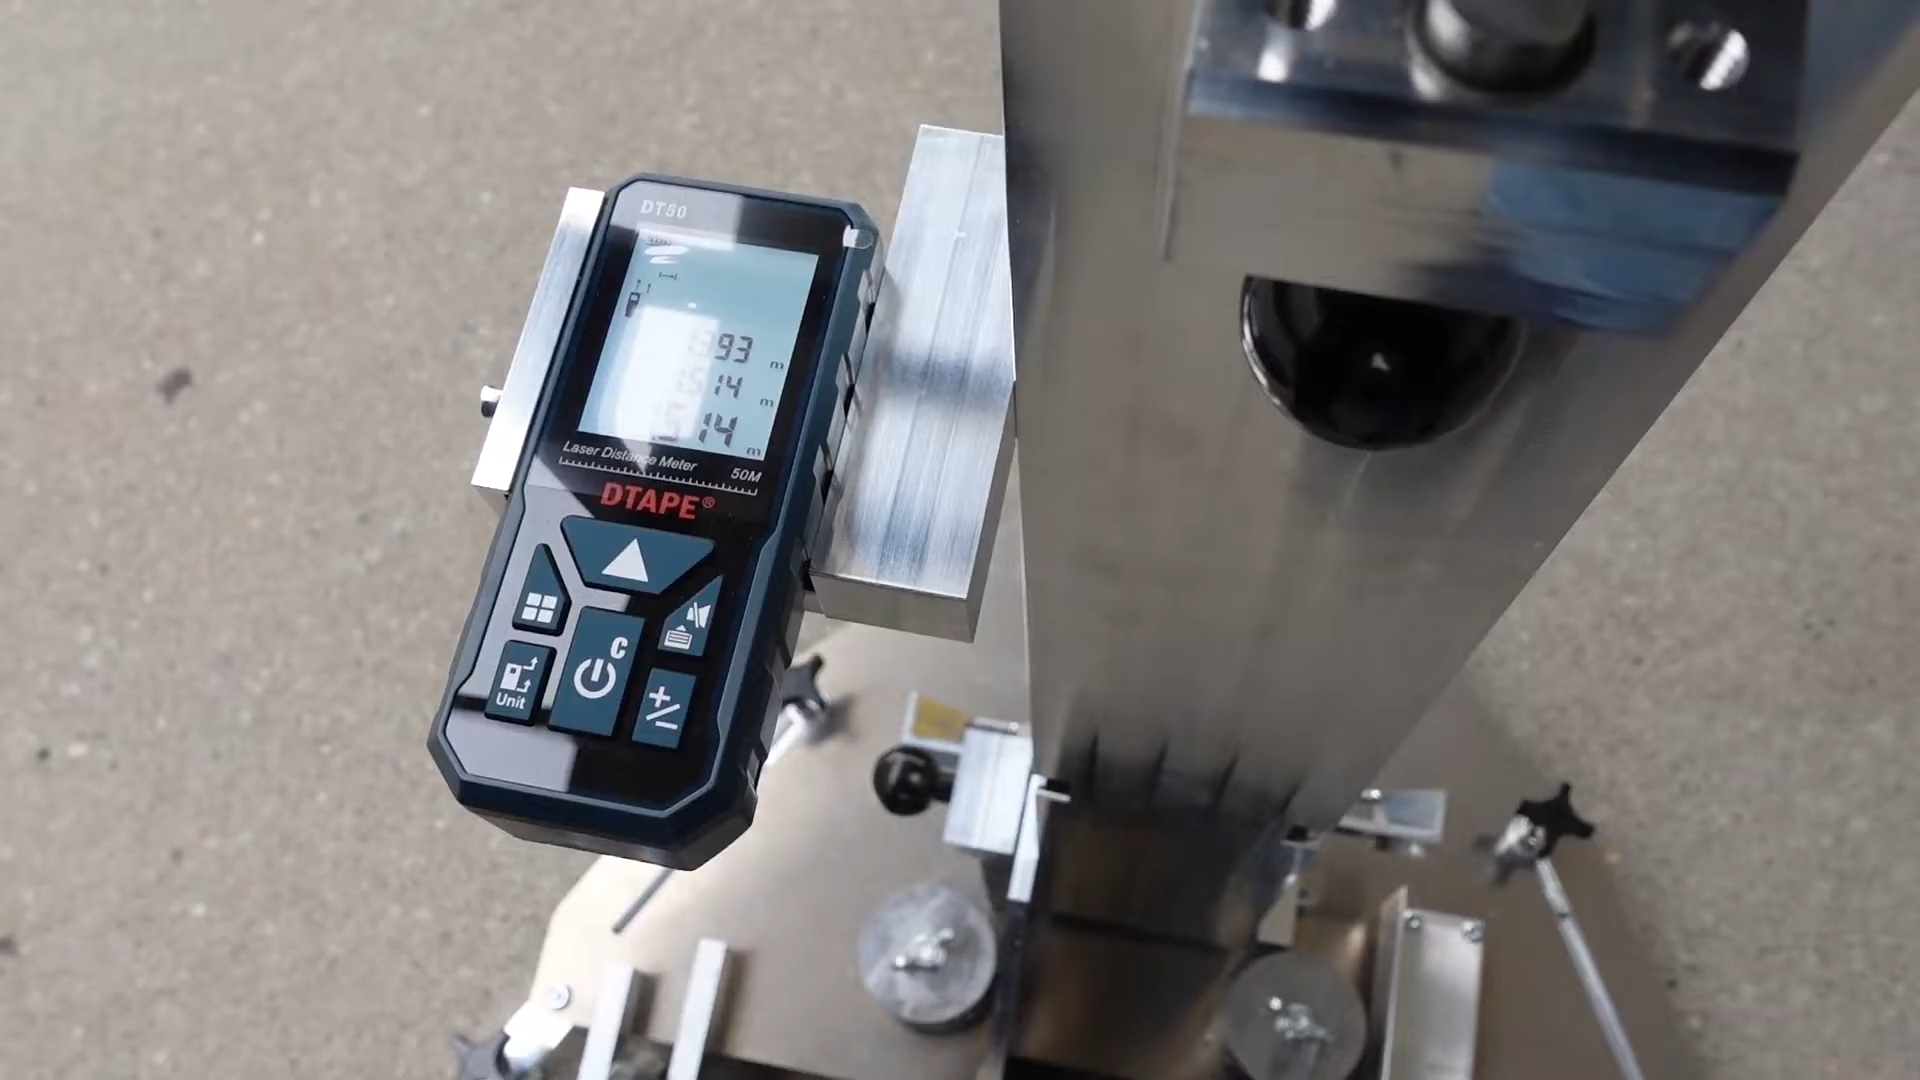 DT50
93 m
14 m
14 m
Laser Distance Meter
50M
DTAPE®
C
Unit
+/-